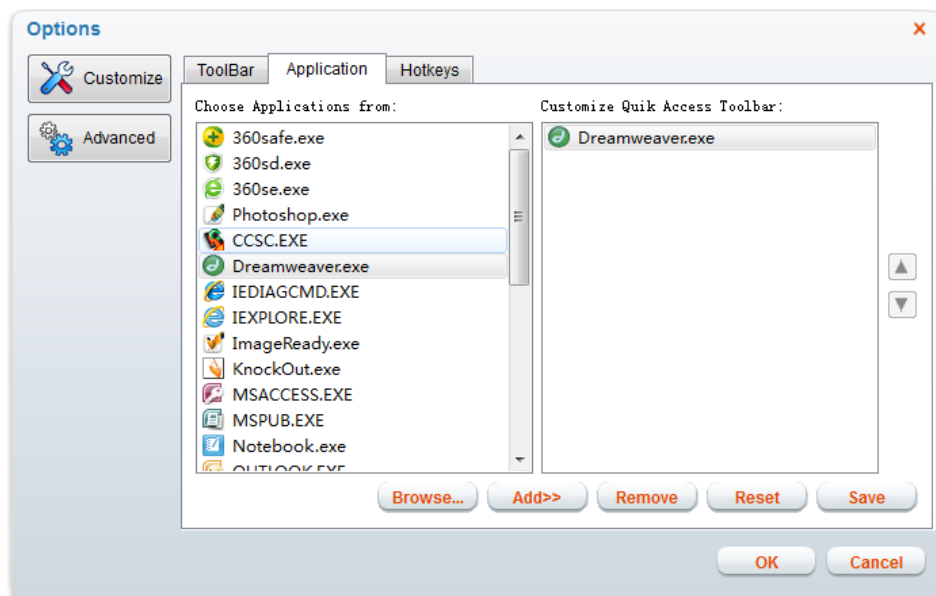 Options
Customize
Advanced
ToolBar Application Hotkeys
Choose Applications from:
Customize Quik Access Toolbar:
360safe.exe
360sd.exe
360se.exe
Photoshop.exe
CCSC.EXE
Dreamweaver.exe
IEDIAGCMD.EXE
IEXPLORE.EXE
ImageReady.exe
KnockOut.exe
MSACCESS.EXE
MSPUB.EXE
Notebook.exe
OUTLOOK.EXE
Dreamweaver.exe
Browse... Add>> Remove Reset Save
OK Cancel